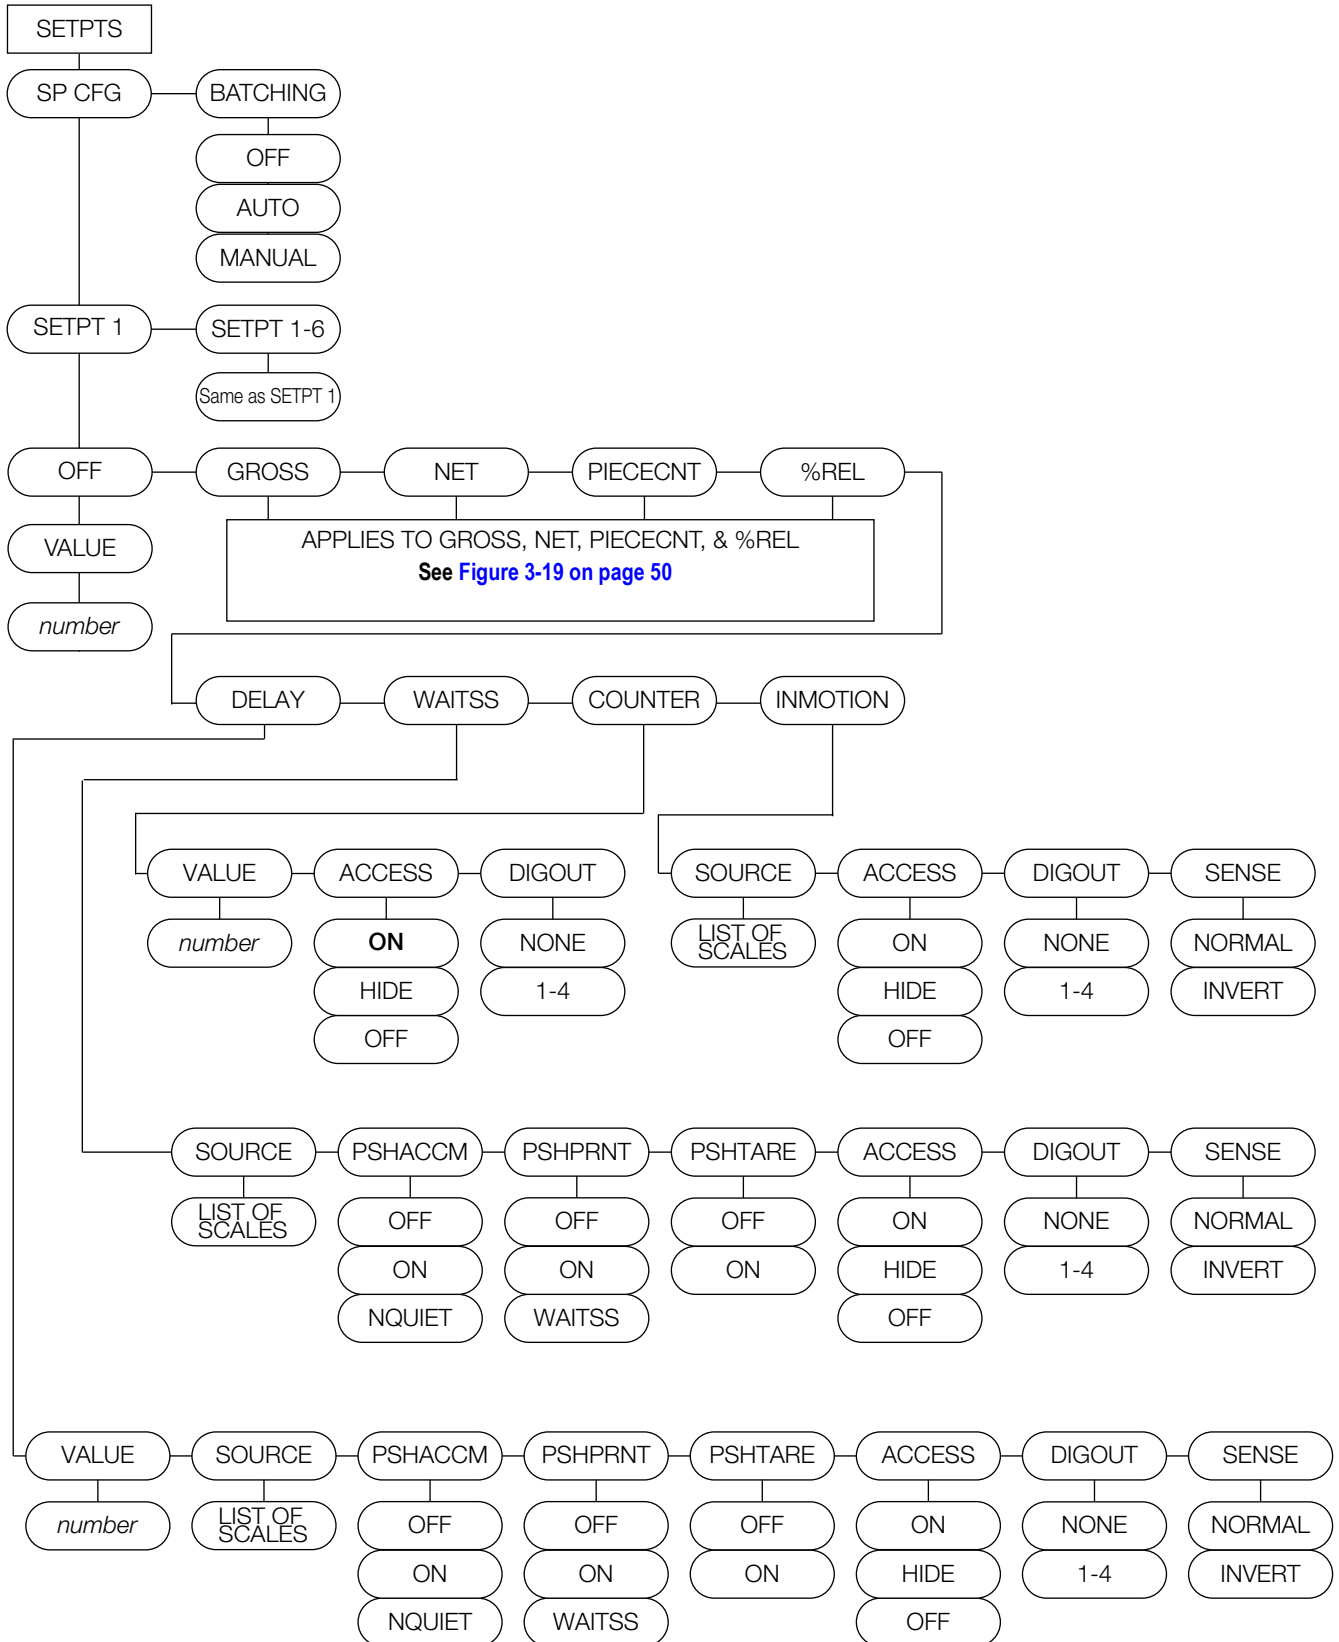 SETPTS
SP CFG
BATCHING
OFF
AUTO
MANUAL
SETPT 1
SETPT 1-6
Same as SETPT 1
OFF
GROSS
NET
PIECECNT
%REL
VALUE
number
APPLIES TO GROSS, NET, PIECECNT, & %REL
See Figure 3-19 on page 50
DELAY
WAITSS
COUNTER
INMOTION
VALUE
ACCESS
DIGOUT
SOURCE
ACCESS
DIGOUT
SENSE
number
ON
NONE
LIST OF
SCALES
ON
NONE
NORMAL
HIDE
1-4
HIDE
1-4
INVERT
OFF
OFF
SOURCE
PSHACCM
PSHPRNT
PSHTARE
ACCESS
DIGOUT
SENSE
LIST OF
SCALES
OFF
OFF
OFF
ON
NONE
NORMAL
ON
ON
ON
HIDE
1-4
INVERT
NQUIET
WAITSS
OFF
VALUE
SOURCE
PSHACCM
PSHPRNT
PSHTARE
ACCESS
DIGOUT
SENSE
number
LIST OF
SCALES
OFF
OFF
OFF
ON
NONE
NORMAL
ON
ON
ON
HIDE
1-4
INVERT
NQUIET
WAITSS
OFF